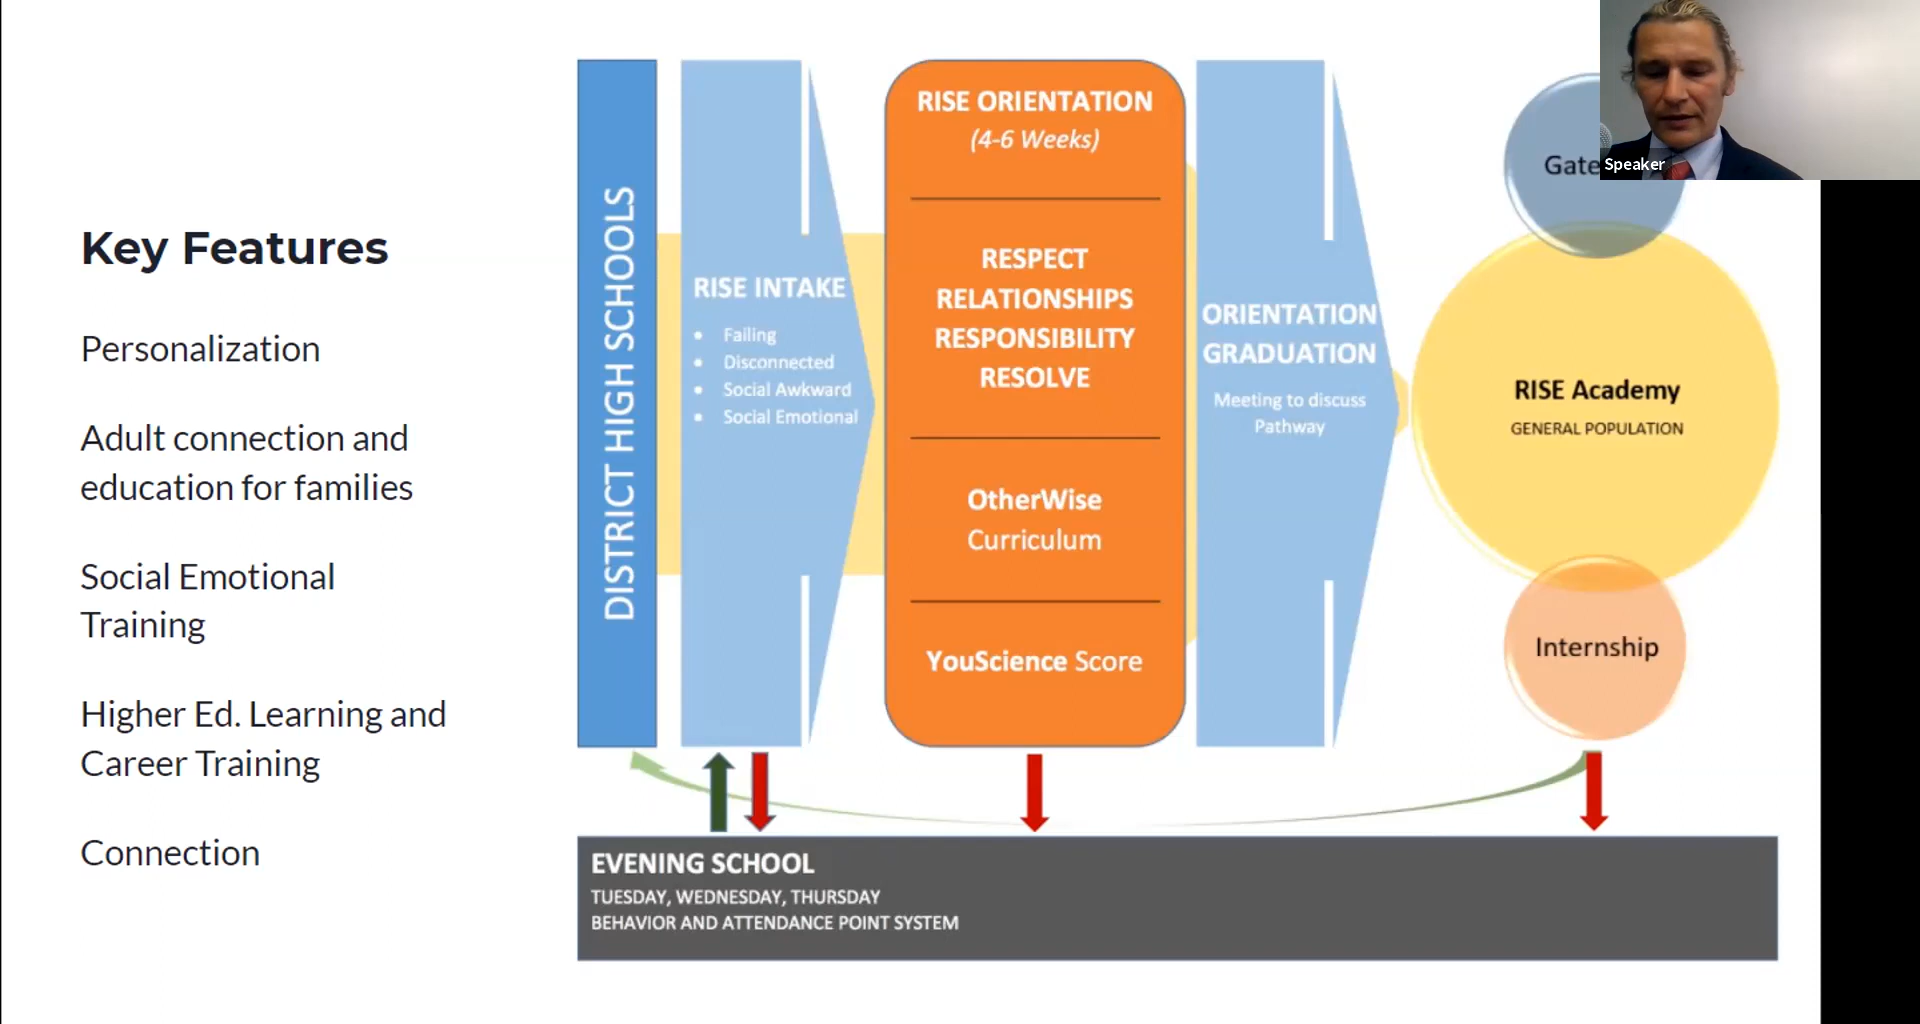 Key Features
Personalization
Adult connection and
education for families
Social Emotional
Training
Higher Ed. Learning and
Career Training
Connection
DISTRICT HIGH SCHOOLS
RISE INTAKE
• Failing
• Disconnected
• Social Awkward
• Social Emotional
RISE ORIENTATION
(4-6 Weeks)
RESPECT
RELATIONSHIPS
RESPONSIBILITY
RESOLVE
OtherWise
Curriculum
YouScience Score
ORIENTATION
GRADUATION
Meeting to discuss
Pathway
Speaker
RISE Academy
GENERAL POPULATION
Internship
EVENING SCHOOL
TUESDAY, WEDNESDAY, THURSDAY
BEHAVIOR AND ATTENDANCE POINT SYSTEM